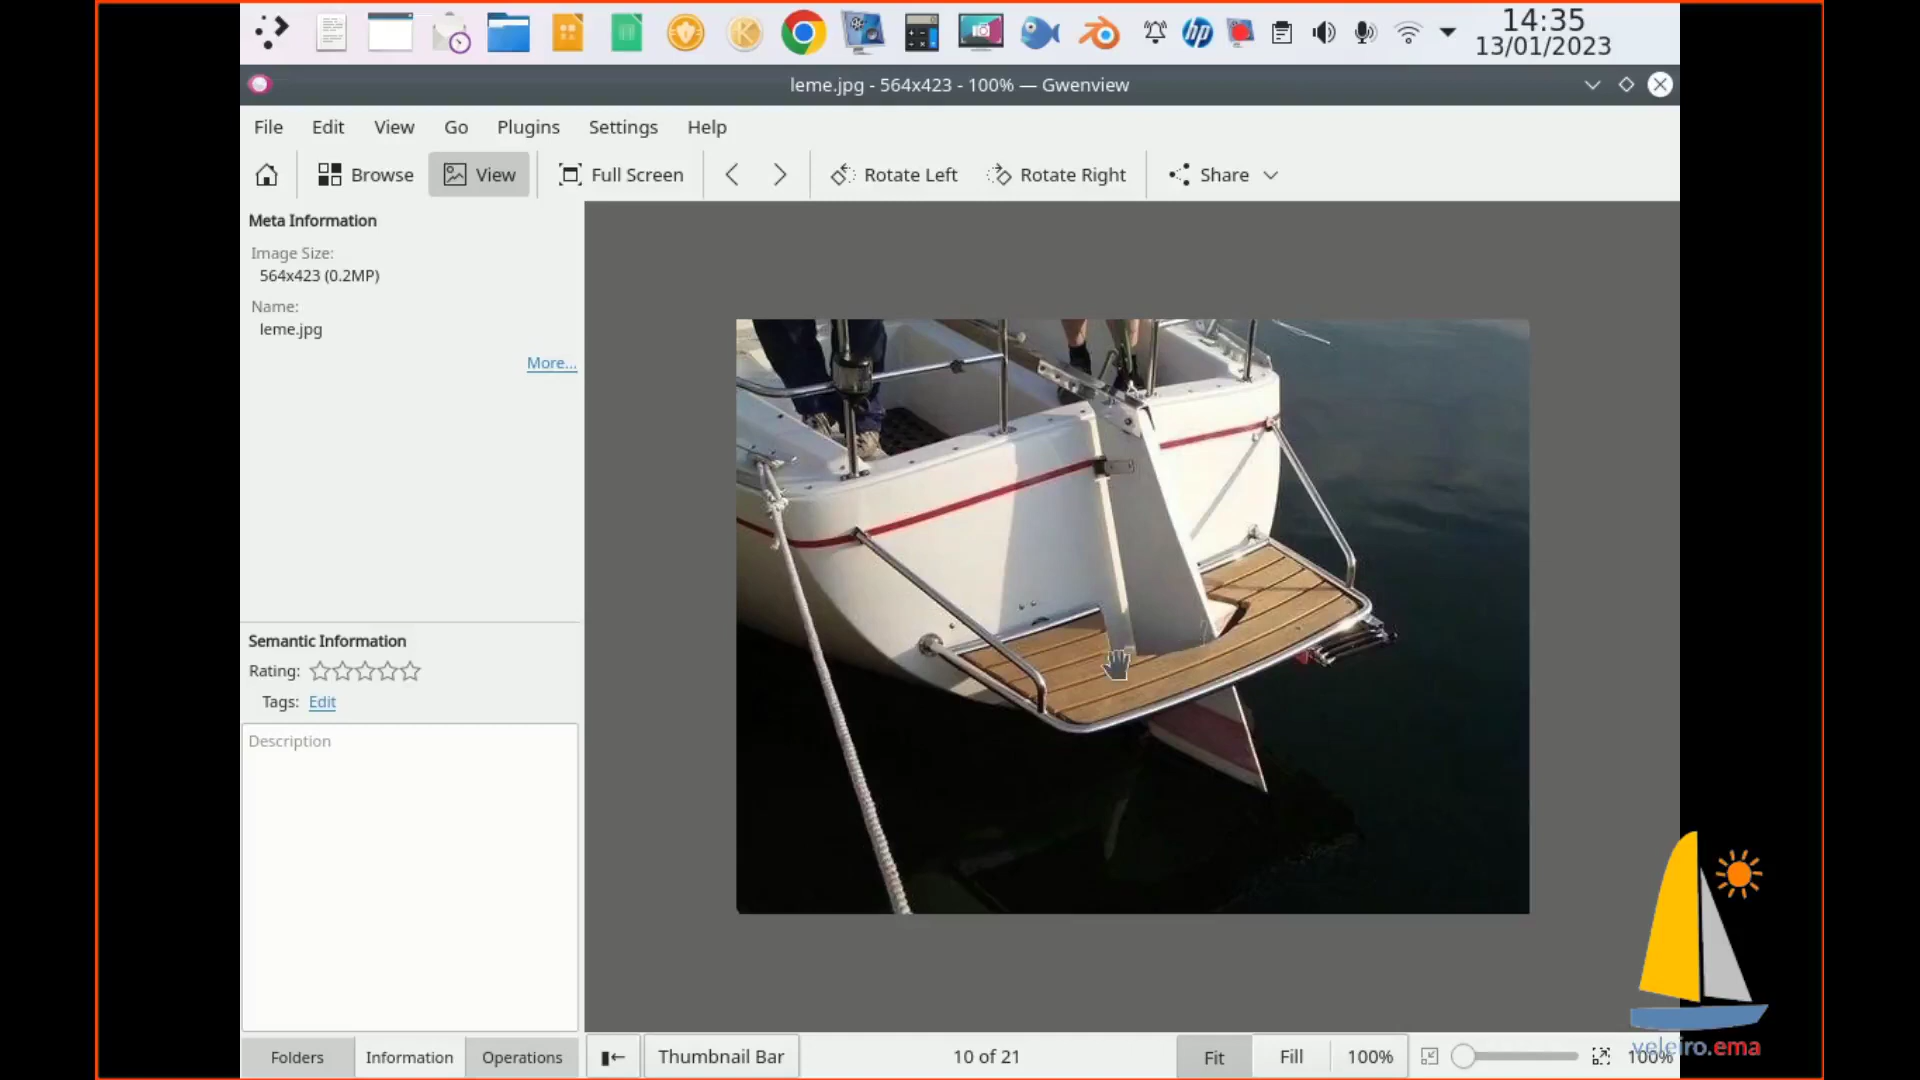 14:35
13/01/2023
leme.jpg - 564x423 - 100% — Gwenview
File Edit View Go Plugins Settings Help
Browse View Full Screen Rotate Left Rotate Right Share
Meta Information
Image Size:
564x423 (0.2MP)
Name:
leme.jpg
More...
Semantic Information
Rating:
Tags: Edit
Description
Folders Information Operations Thumbnail Bar 10 of 21 Fit Fill 100% 100%
veleiro.ema